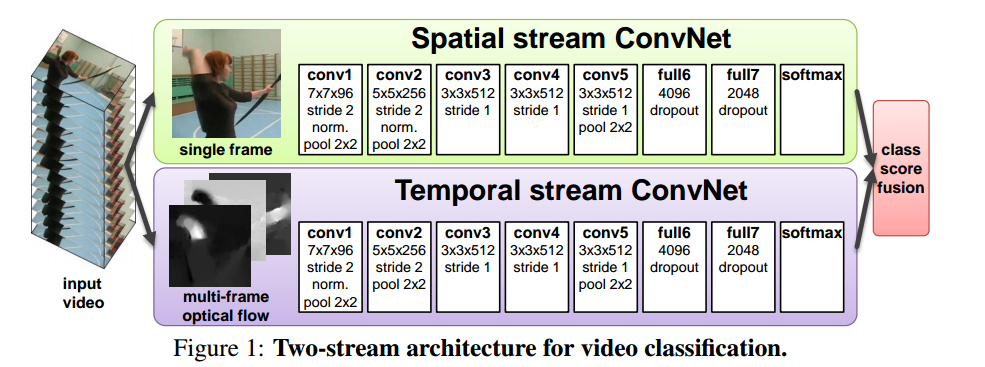 Spatial stream ConvNet
conv1
7x7x96
stride 2
norm.
pool 2x2
conv2
5x5x256
stride 2
norm.
pool 2x2
conv3
3x3x512
stride 1
conv4
3x3x512
stride 1
conv5
3x3x512
stride 1
pool 2x2
full6
4096
dropout
full7
2048
dropout
softmax
single frame
Temporal stream ConvNet
conv1
7x7x96
stride 2
norm.
pool 2x2
conv2
5x5x256
stride 2
pool 2x2
conv3
3x3x512
stride 1
conv4
3x3x512
stride 1
conv5
3x3x512
stride 1
pool 2x2
full6
4096
dropout
full7
2048
dropout
softmax
multi-frame
optical flow
input
video
class
score
fusion
Figure 1: Two-stream architecture for video classification.